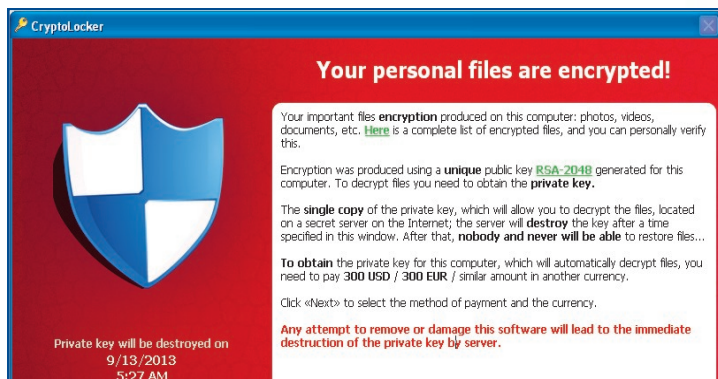 CryptoLocker
Your personal files are encrypted!
Your important files encryption produced on this computer: photos, videos,
documents, etc. Here is a complete list of encrypted files, and you can personally verify
this.
Encryption was produced using a unique public key RSA-2048 generated for this
computer. To decrypt files you need to obtain the private key.
The single copy of the private key, which will allow you to decrypt the files, located
on a secret server on the Internet; the server will destroy the key after a time
specified in this window. After that, nobody and never will be able to restore files...
To obtain the private key for this computer, which will automatically decrypt files, you
need to pay 300 USD / 300 EUR / similar amount in another currency.
Click «Next» to select the method of payment and the currency.
Any attempt to remove or damage this software will lead to the immediate
destruction of the private key by server.
Private key will be destroyed on
9/13/2013
5:27 AM